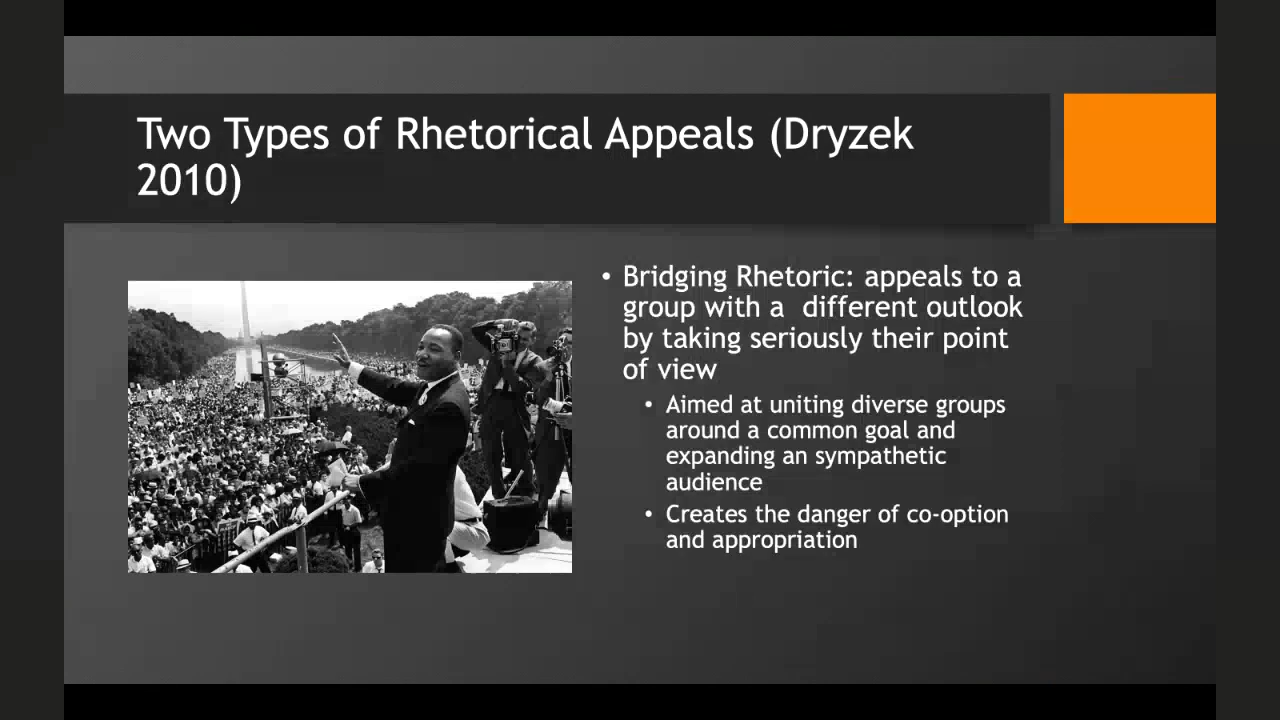 Two Types of Rhetorical Appeals (Dryzek
2010)
• Bridging Rhetoric: appeals to a
group with a  different outlook
by taking seriously their point
of view
• Aimed at uniting diverse groups
around a common goal and
expanding an sympathetic
audience
• Creates the danger of co-option
and appropriation